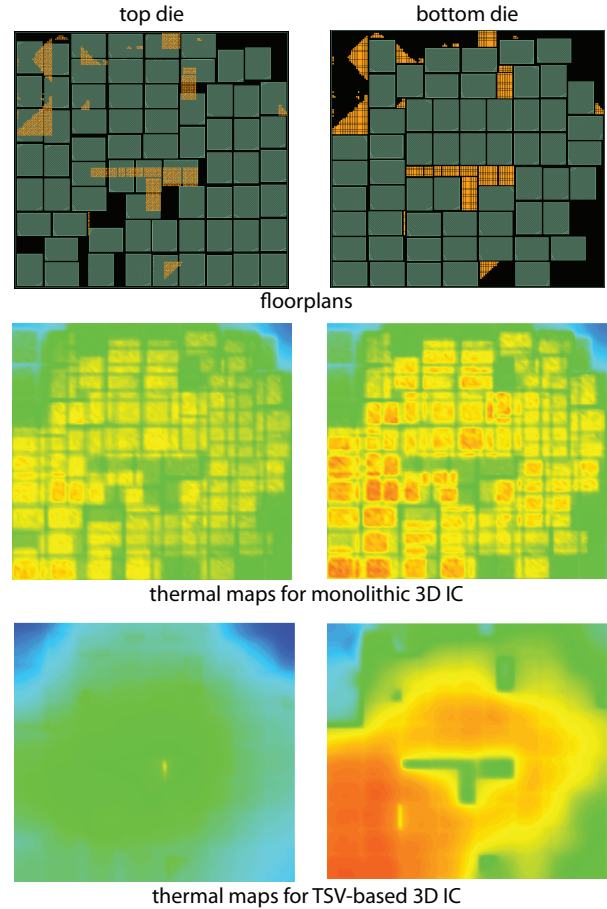 top die
bottom die
floorplans
thermal maps for monolithic 3D IC
thermal maps for TSV-based 3D IC